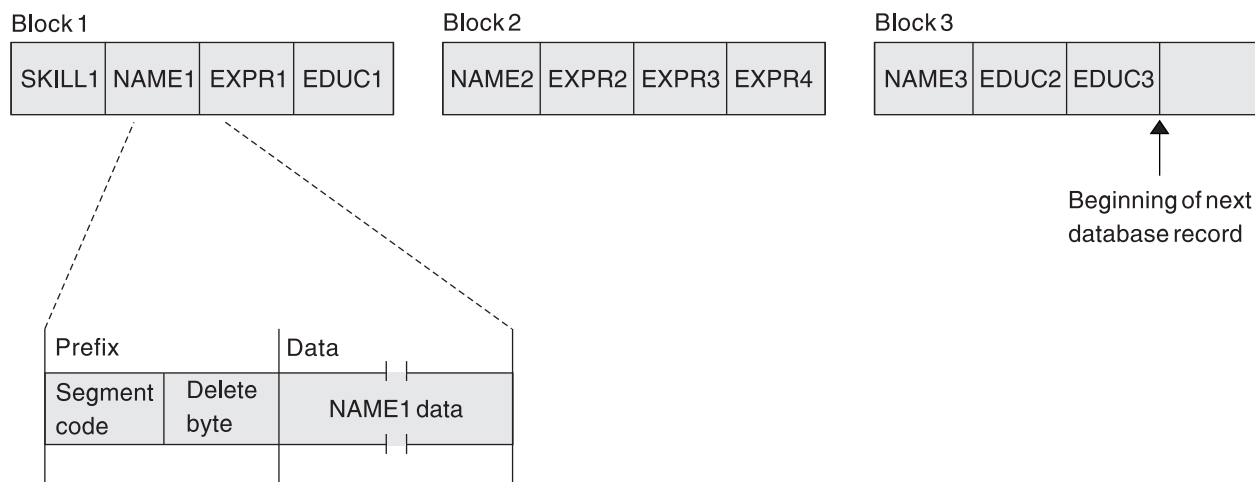 Block 1
SKILL1 NAME1 EXPR1 EDUC1
Block 2
NAME2 EXPR2 EXPR3 EXPR4
Block 3
NAME3 EDUC2 EDUC3
Beginning of next
database record
Prefix
Data
Segment
code
Delete
byte
NAME1 data